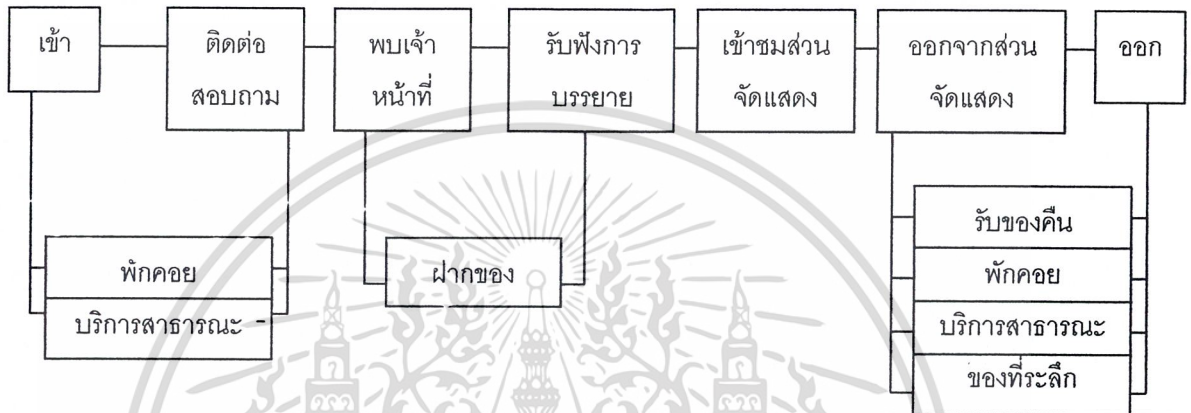 เข้า
ติดต่อ
สอบถาม
พบเจ้า
หน้าที่
รับฟังการ
บรรยาย
เข้าชมส่วน
จัดแสดง
ออกจากส่วน
จัดแสดง
ออก
พักคอย
บริการสาธารณะ
ฝากของ
รับของคืน
พักคอย
บริการสาธารณะ
ของที่ระลึก